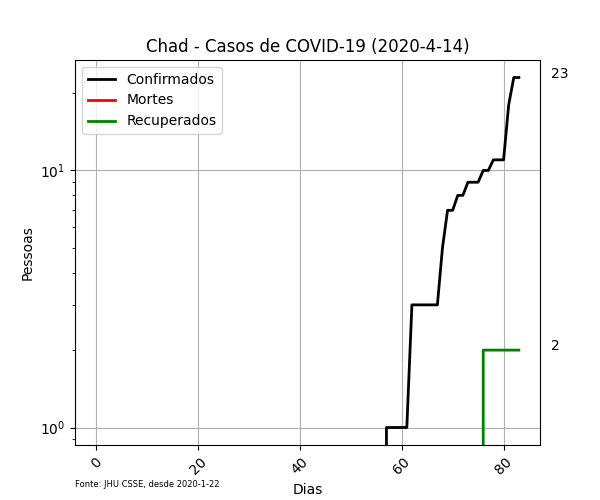 Chad - Casos de COVID-19 (2020-4-14)
Confirmados
Mortes
Recuperados
23
2
10¹
10⁰
Pessoas
0
20
40
60
80
Dias
Fonte: JHU CSSE, desde 2020-1-22